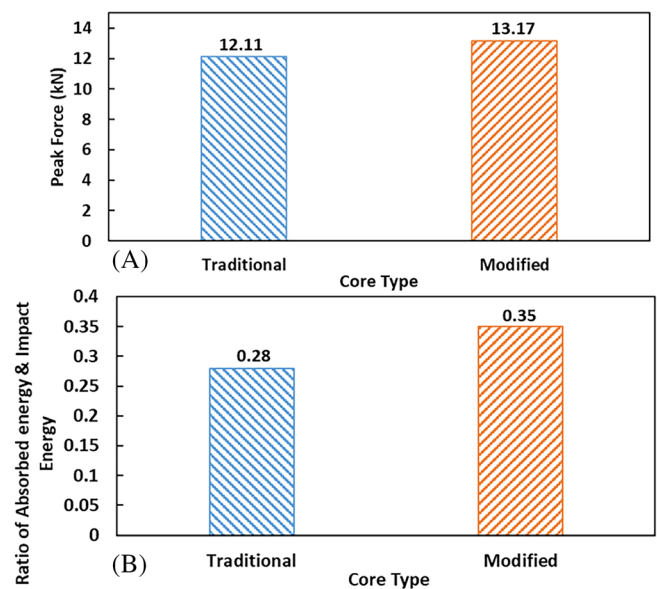 14
12
10
8
6
4
2
0
Peak Force (kN)
12.11
13.17
(A)
Traditional
Modified
Core Type
0.4
0.35
0.3
0.25
0.2
0.15
0.1
0.05
0
Ratio of Absorbed energy & Impact
Energy
0.28
0.35
(B)
Traditional
Modified
Core Type